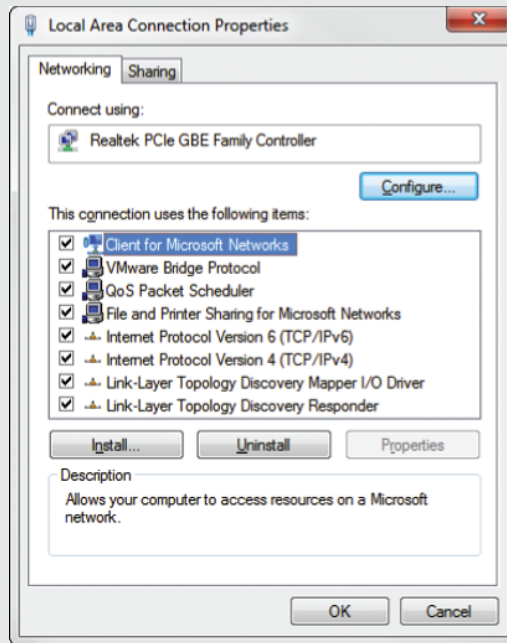 Local Area Connection Properties
Networking
Sharing
Connect using:
Realtek PCIe GBE Family Controller
Configure...
This connection uses the following items:
Client for Microsoft Networks
VMware Bridge Protocol
QoS Packet Scheduler
File and Printer Sharing for Microsoft Networks
Internet Protocol Version 6 (TCP/IPv6)
Internet Protocol Version 4 (TCP/IPv4)
Link-Layer Topology Discovery Mapper I/O Driver
Link-Layer Topology Discovery Responder
Install...
Uninstall
Properties
Description
Allows your computer to access resources on a Microsoft
network.
OK
Cancel